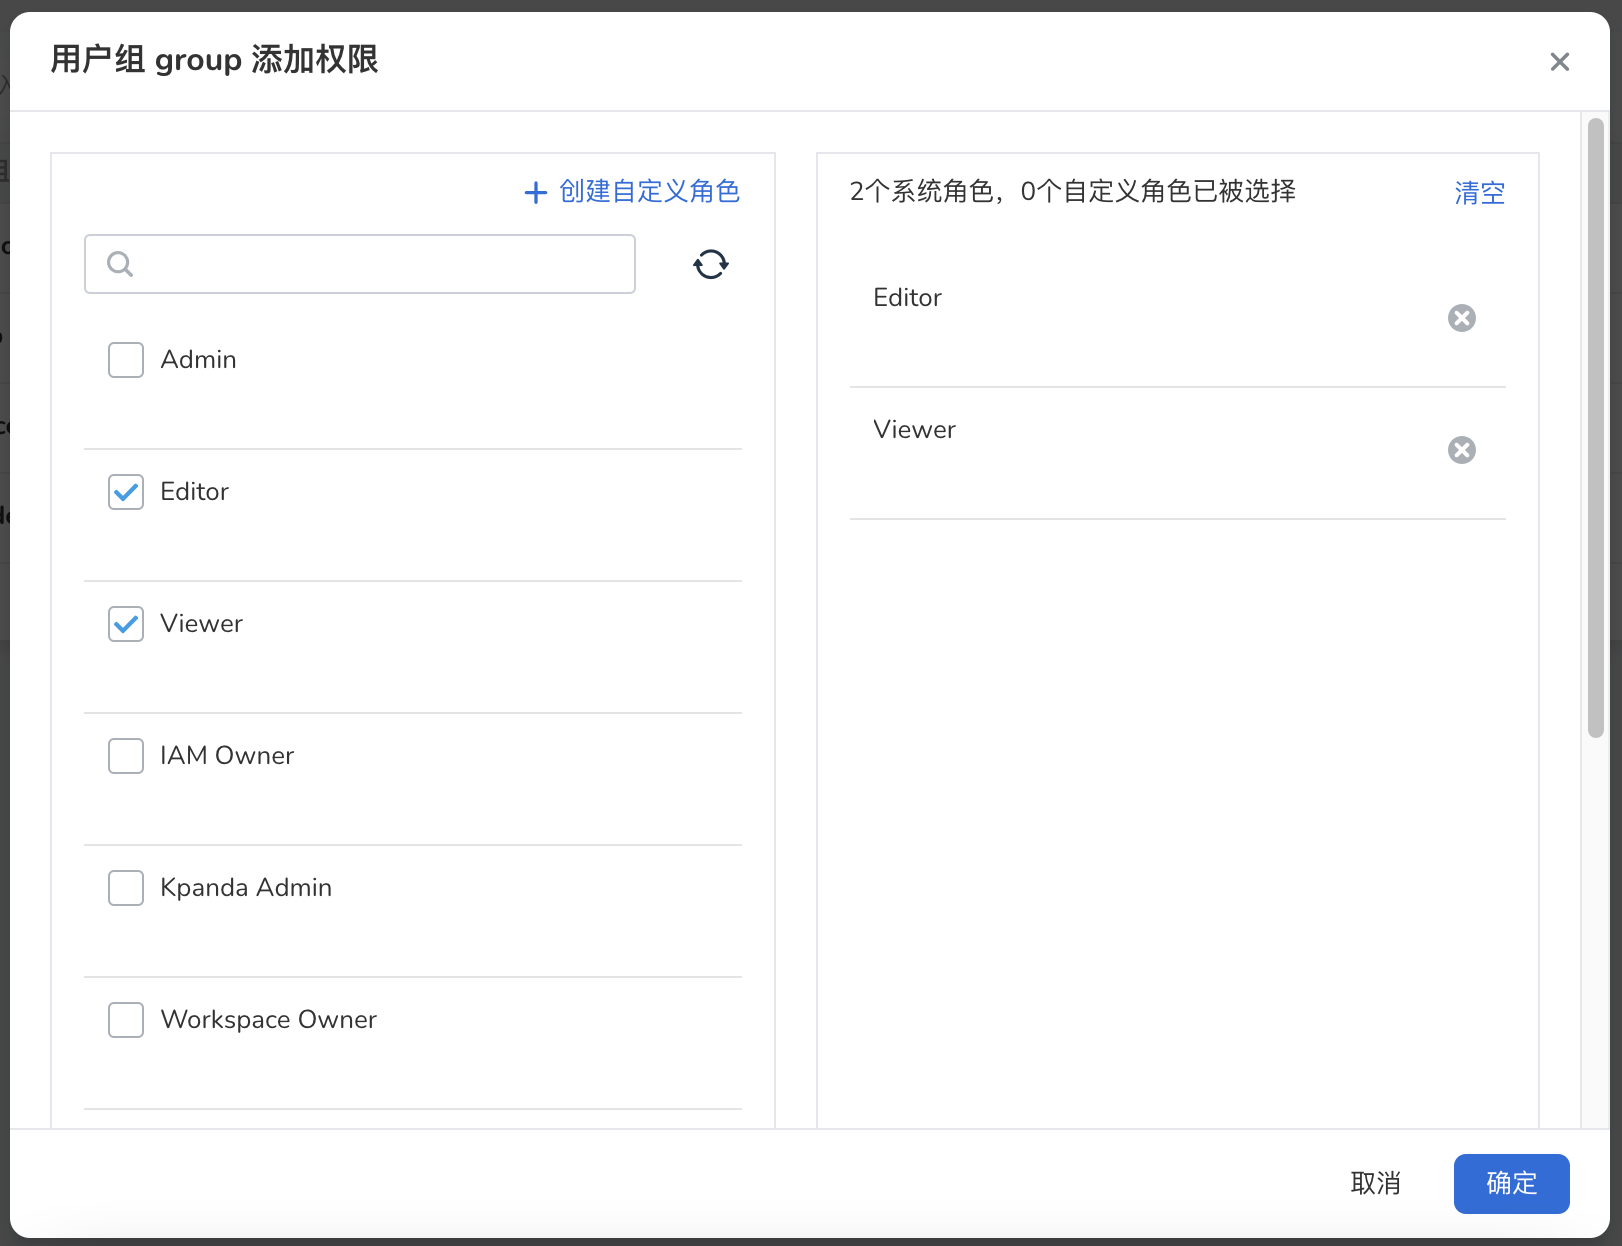 用户组 group 添加权限
创建自定义角色
Admin
Editor
Viewer
IAM Owner
Kpanda Admin
Workspace Owner
2个系统角色，0个自定义角色已被选择
清空
Editor
Viewer
取消
确定